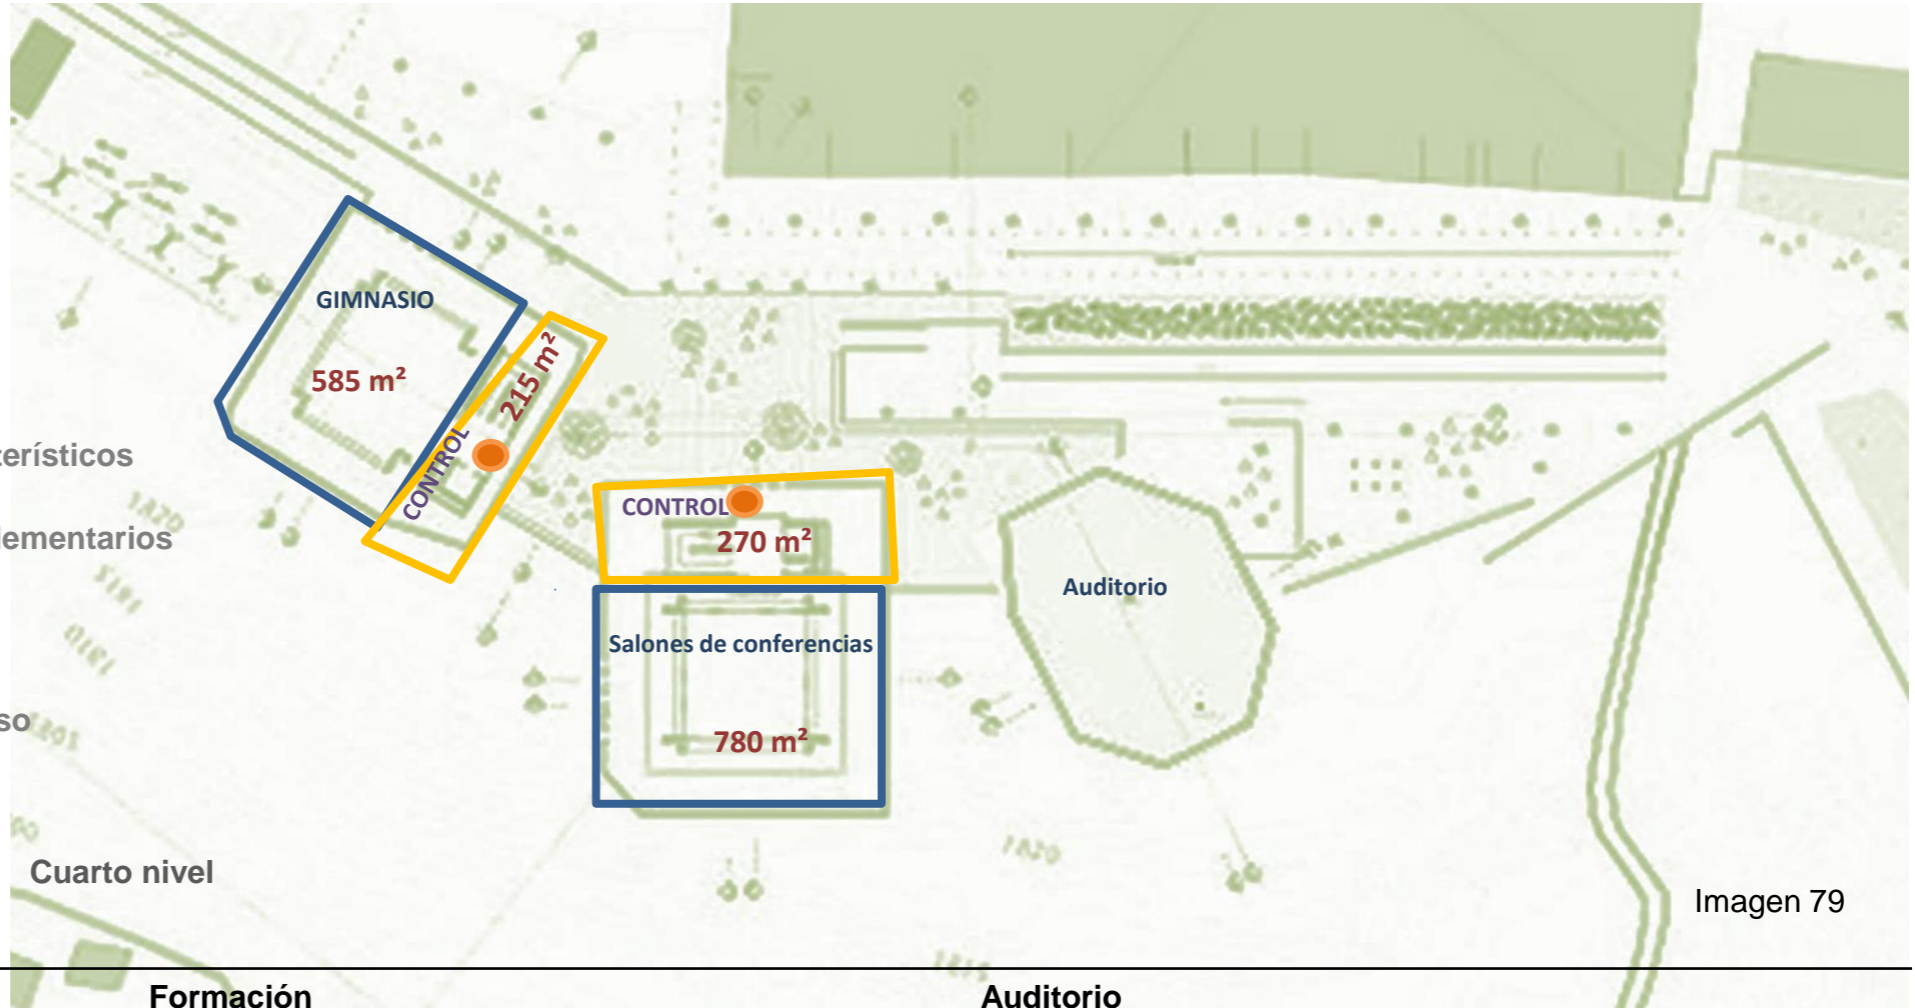 GIMNASIO
585 m²
215 m²
CONTROL
terísticos
lementarios
so
CONTROL
270 m²
Auditorio
Salones de conferencias
780 m²
Cuarto nivel
Imagen 79
Formación
Auditorio